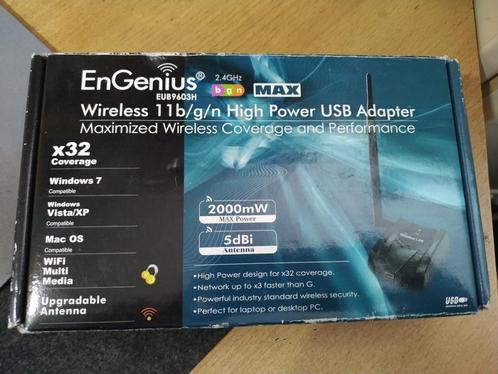 EnGenius®
EUB9603H
2.4GHz
b g n
MAX
Wireless 11b/g/n High Power USB Adapter
Maximized Wireless Coverage and Performance
x32
Coverage
Windows 7
Compatible
Windows
Vista/XP
Compatible
Mac OS
Compatible
WiFi
Multi
Media
Upgradable
Antenna
2000mW
MAX Power
5dBi
Antenna
•High Power design for x32 coverage.
•Network up to x3 faster than G.
•Powerful industry standard wireless security.
•Perfect for laptop or desktop PC.
USB